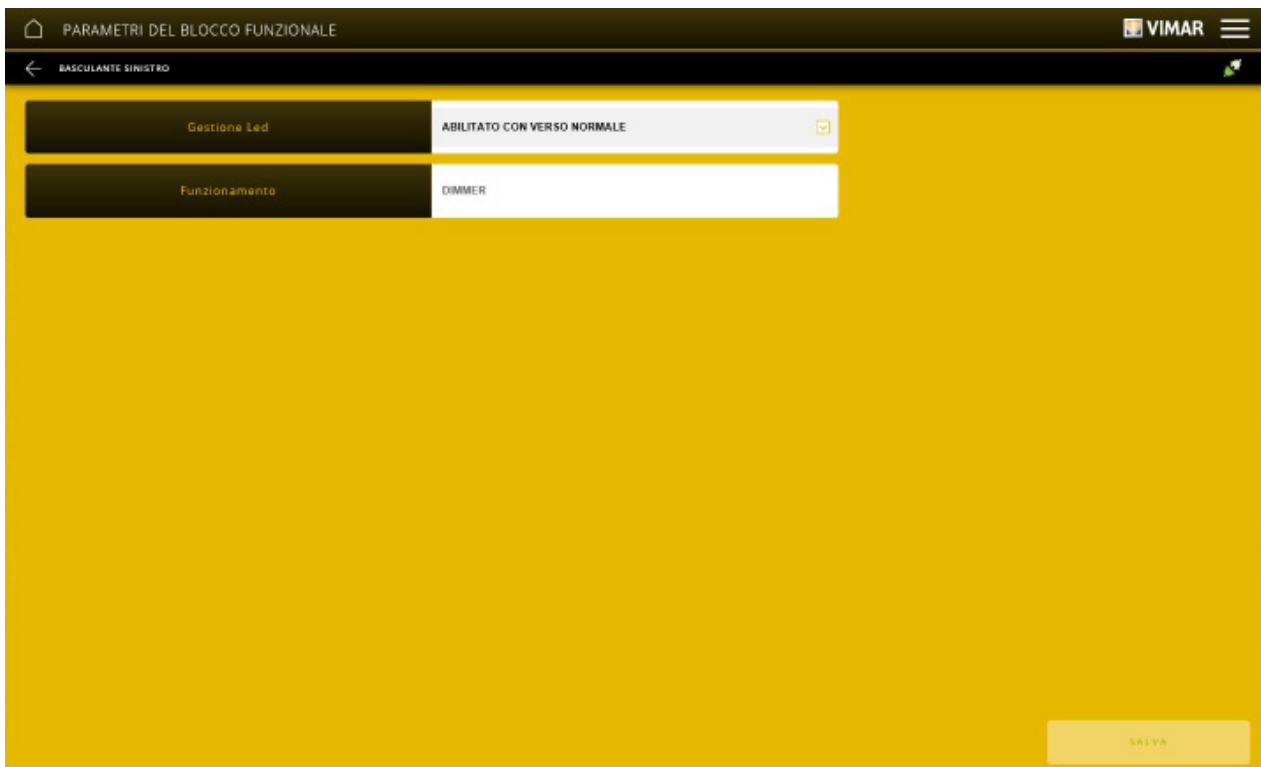 PARAMETRI DEL BLOCCO FUNZIONALE
VIMAR
BASCULANTE SINISTRO
Gestione Led
ABILITATO CON VERSO NORMALE
Funzionamento
DIMMER
SALVA